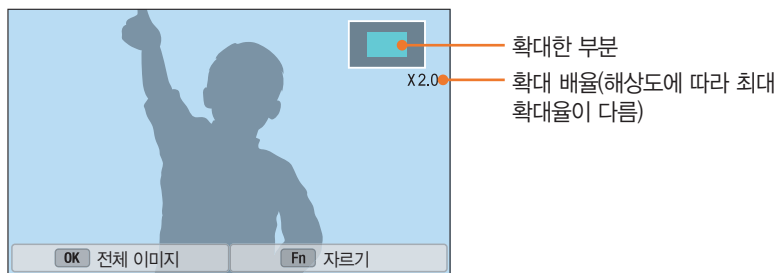 확대한 부분
X 2.0
확대 배율(해상도에 따라 최대
확대율이 다름)
OK 전체 이미지
Fn 자르기